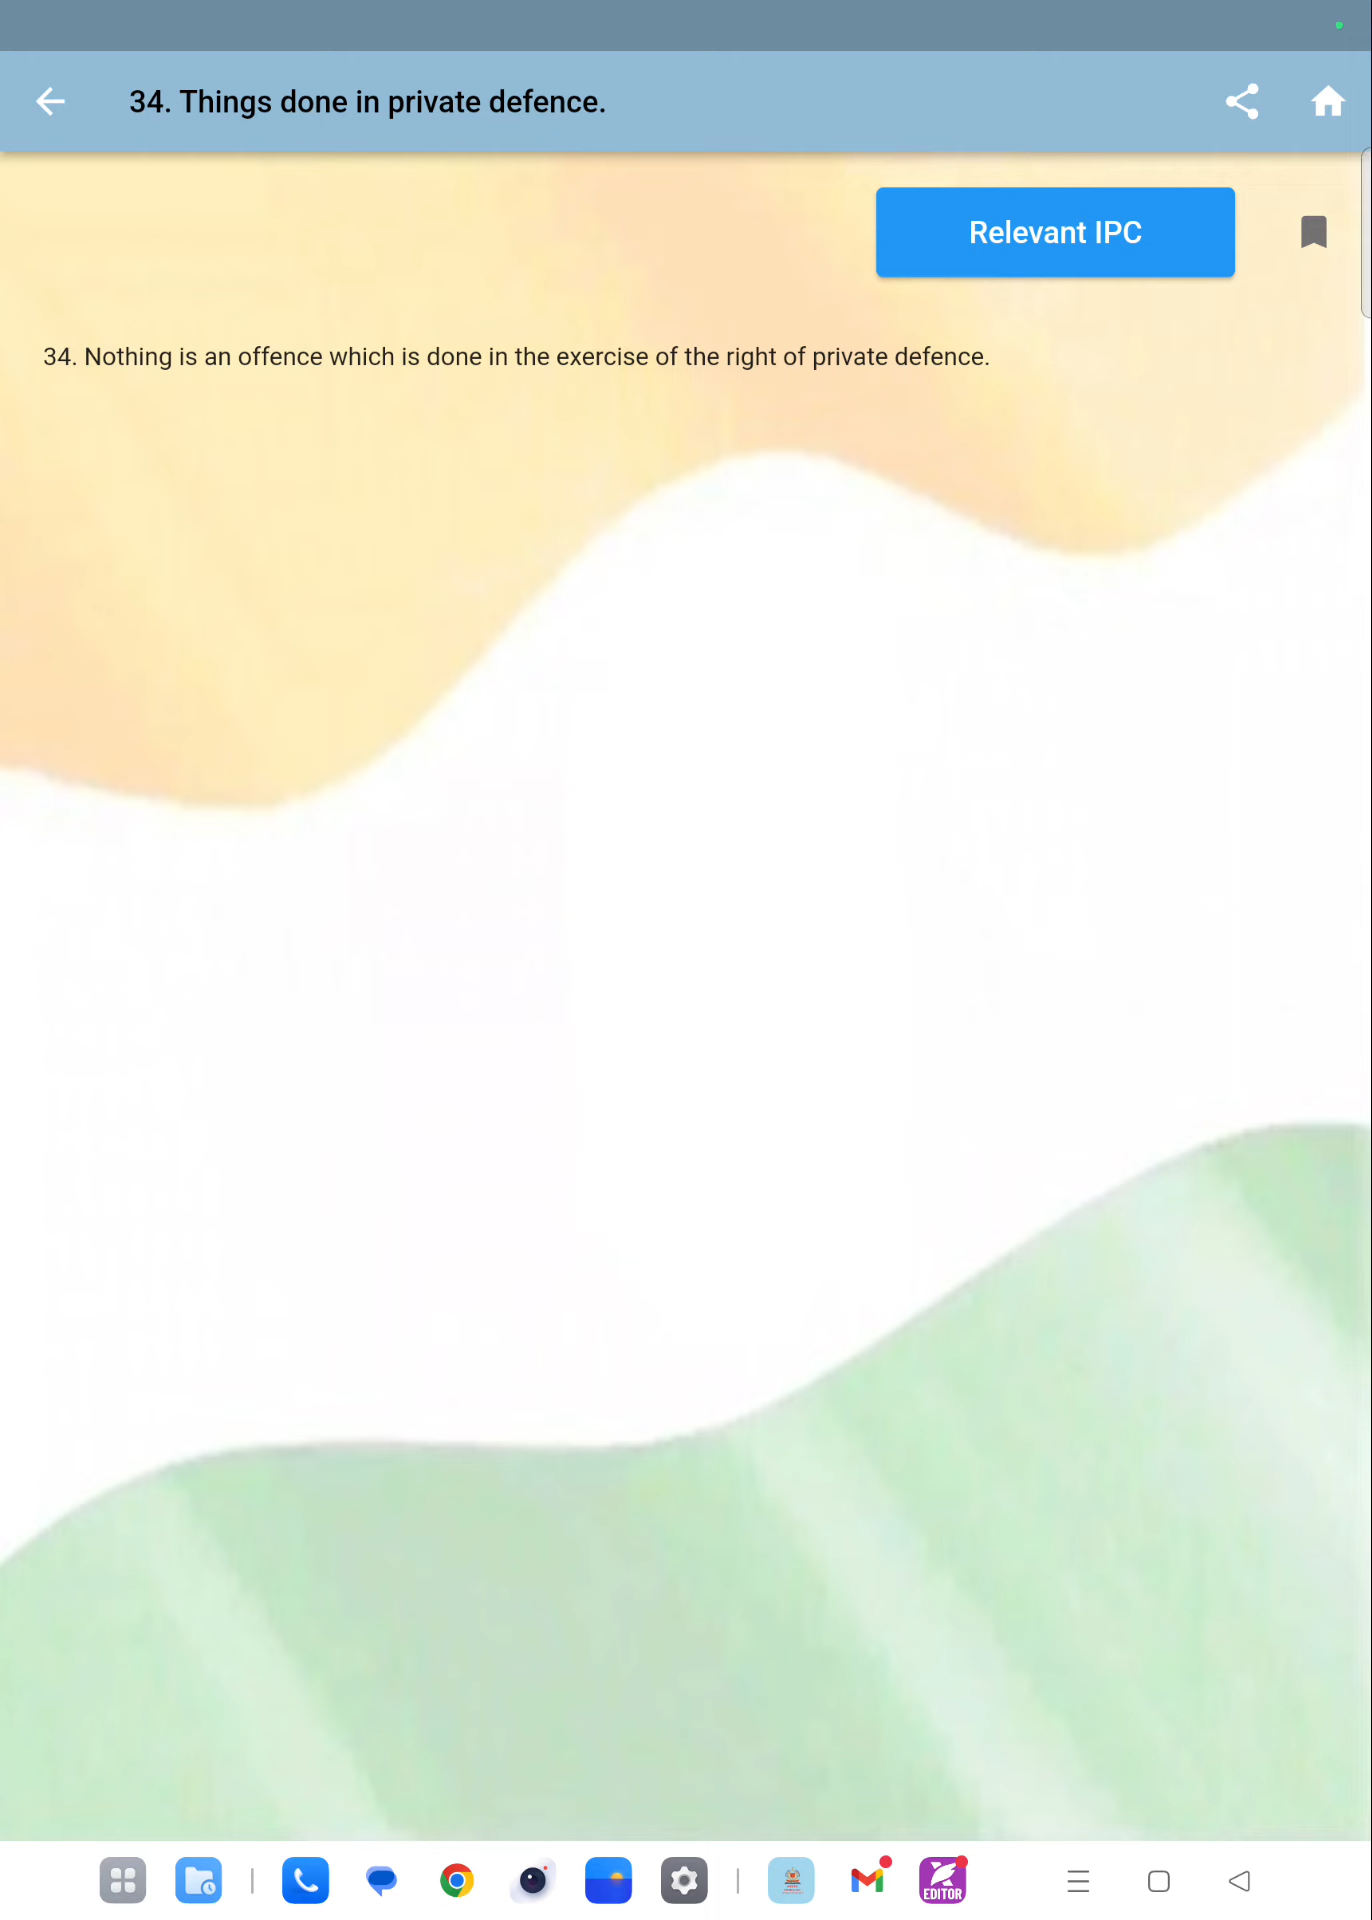 34. Things done in private defence.
Relevant IPC
34. Nothing is an offence which is done in the exercise of the right of private defence.
EDITOR